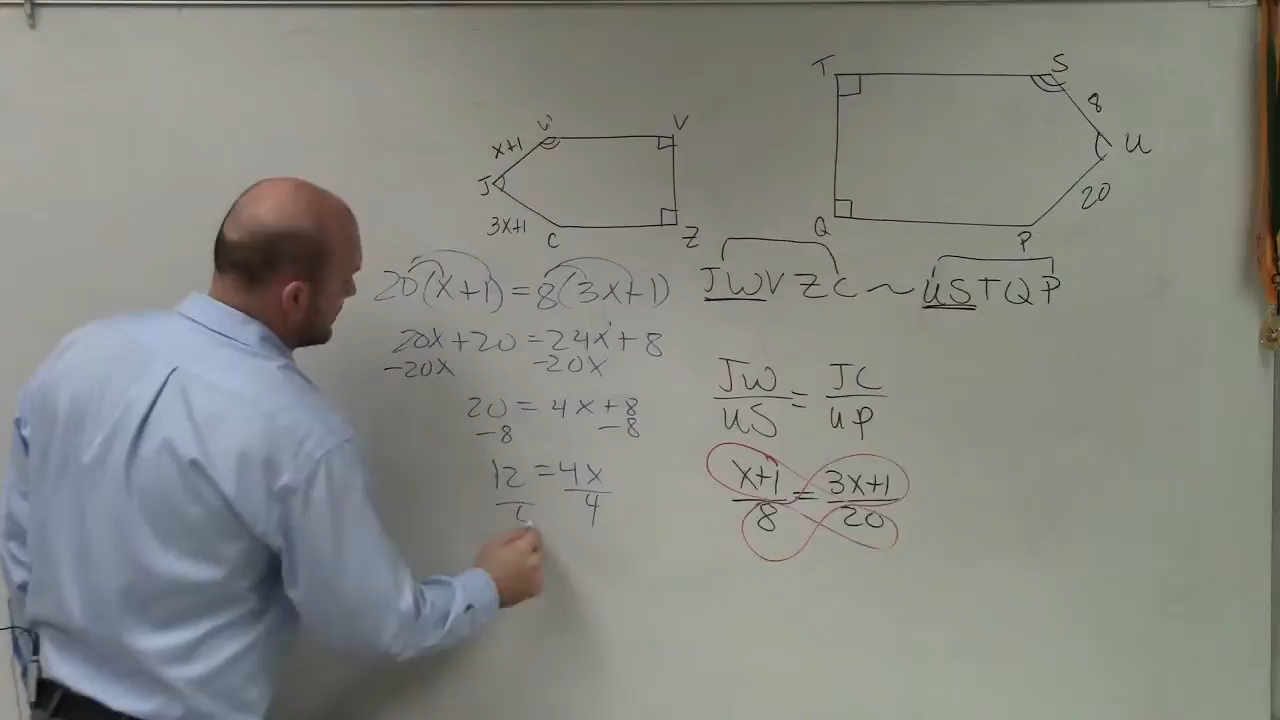 T S
8
U
20
Q P
W V
x+1
J
3x+1
C Z
JWVZC ~ USTQP
20(x+1) = 8(3x+1)
20x+20 = 24x+8
-20x -20x
20 = 4x+8
-8 -8
12 = 4x
4
JW = JC
US UP
x+1 = 3x+1
8 20